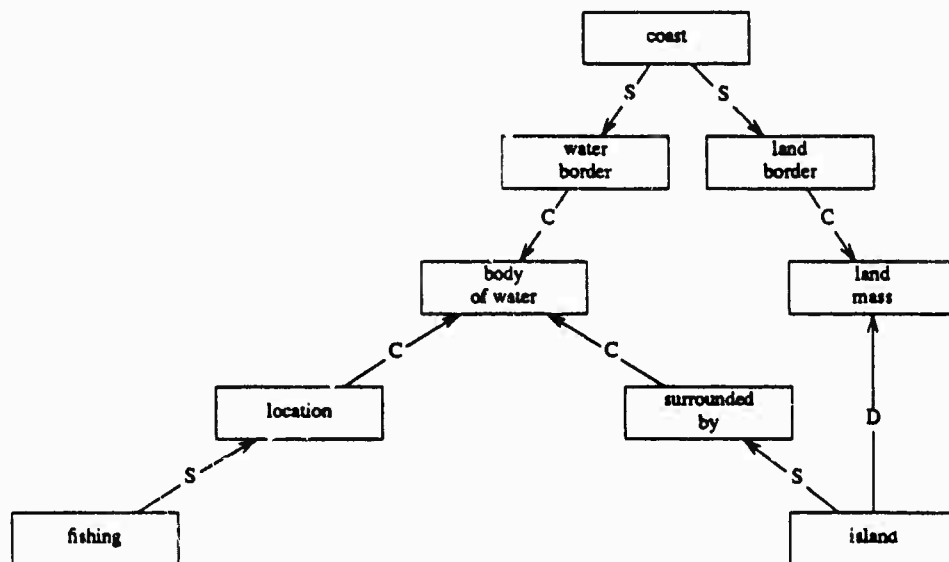 coast
S
S
water
border
land
border
C
C
body
of water
land
mass
C
C
location
surrounded
by
D
S
S
fishing
island